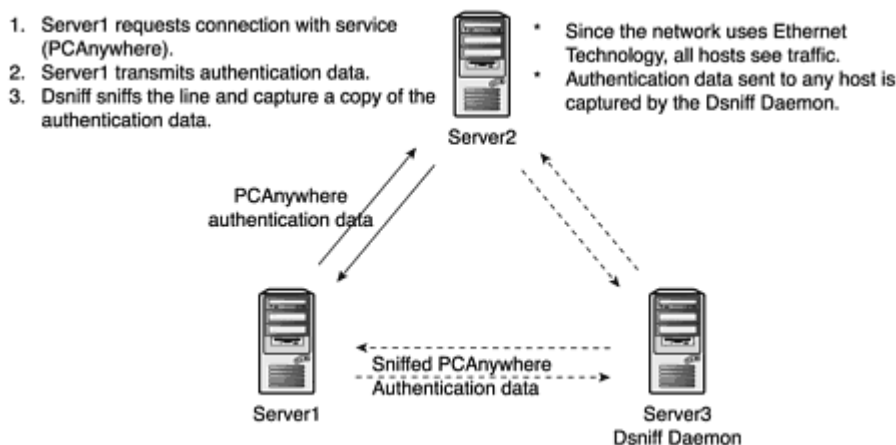 1. Server1 requests connection with service
(PCAnywhere).
2. Server1 transmits authentication data.
3. Dsniff sniffs the line and capture a copy of the
authentication data.
* Since the network uses Ethernet
Technology, all hosts see traffic.
* Authentication data sent to any host is
captured by the Dsniff Daemon.
Server2
PCAnywhere
authentication data
Sniffed PCAnywhere
Authentication data
Server1
Server3
Dsniff Daemon